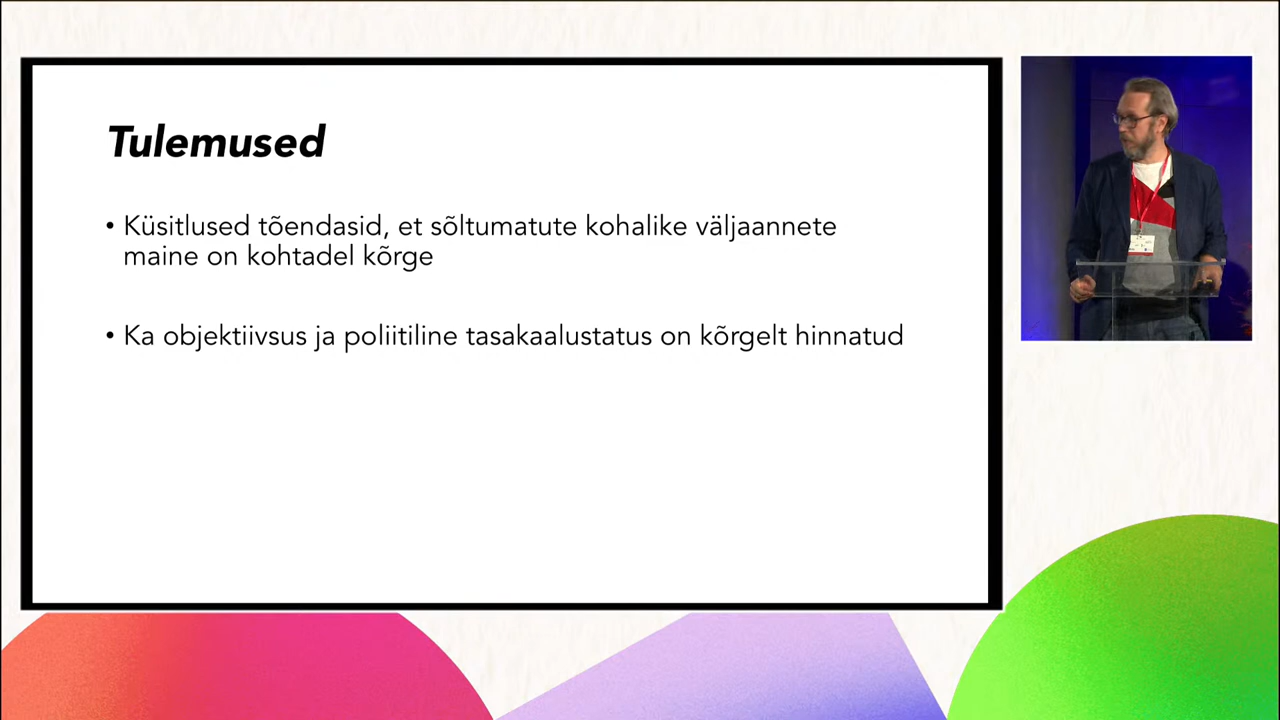 Tulemused
• Küsitlused tõendasid, et sõltumatute kohalike väljaannete
maine on kohtadel kõrge
• Ka objektiivsus ja poliitiline tasakaalustatus on kõrgelt hinnatud